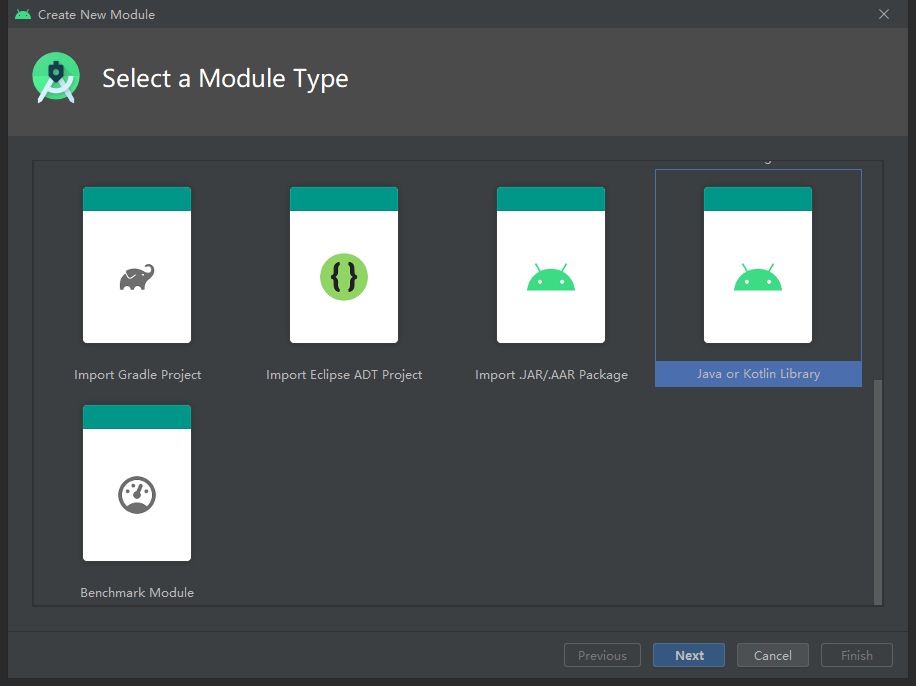 Create New Module
Select a Module Type
Import Gradle Project
Import Eclipse ADT Project
Import .JAR/.AAR Package
Java or Kotlin Library
Benchmark Module
Previous
Next
Cancel
Finish